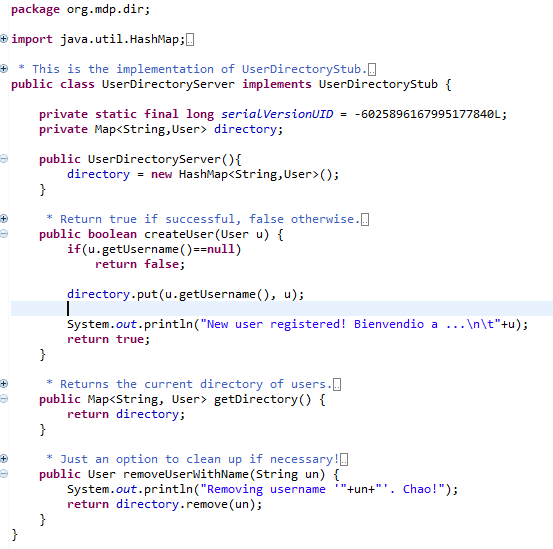 package org.mdp.dir;
import java.util.HashMap;
* This is the implementation of UserDirectoryStub.
public class UserDirectoryServer implements UserDirectoryStub {
private static final long serialVersionUID = -6025896167995177840L;
private Map<String,User> directory;
public UserDirectoryServer(){
directory = new HashMap<String,User>();
}
* Return true if successful, false otherwise.
public boolean createUser(User u) {
if(u.getUsername()==null)
return false;
directory.put(u.getUsername(), u);
System.out.println("New user registered! Bienvendio a ...\n\t"+u);
return true;
}
* Returns the current directory of users.
public Map<String, User> getDirectory() {
return directory;
}
* Just an option to clean up if necessary!
public User removeUserWithName(String un) {
System.out.println("Removing username '"+un+"'. Chao!");
return directory.remove(un);
}
}